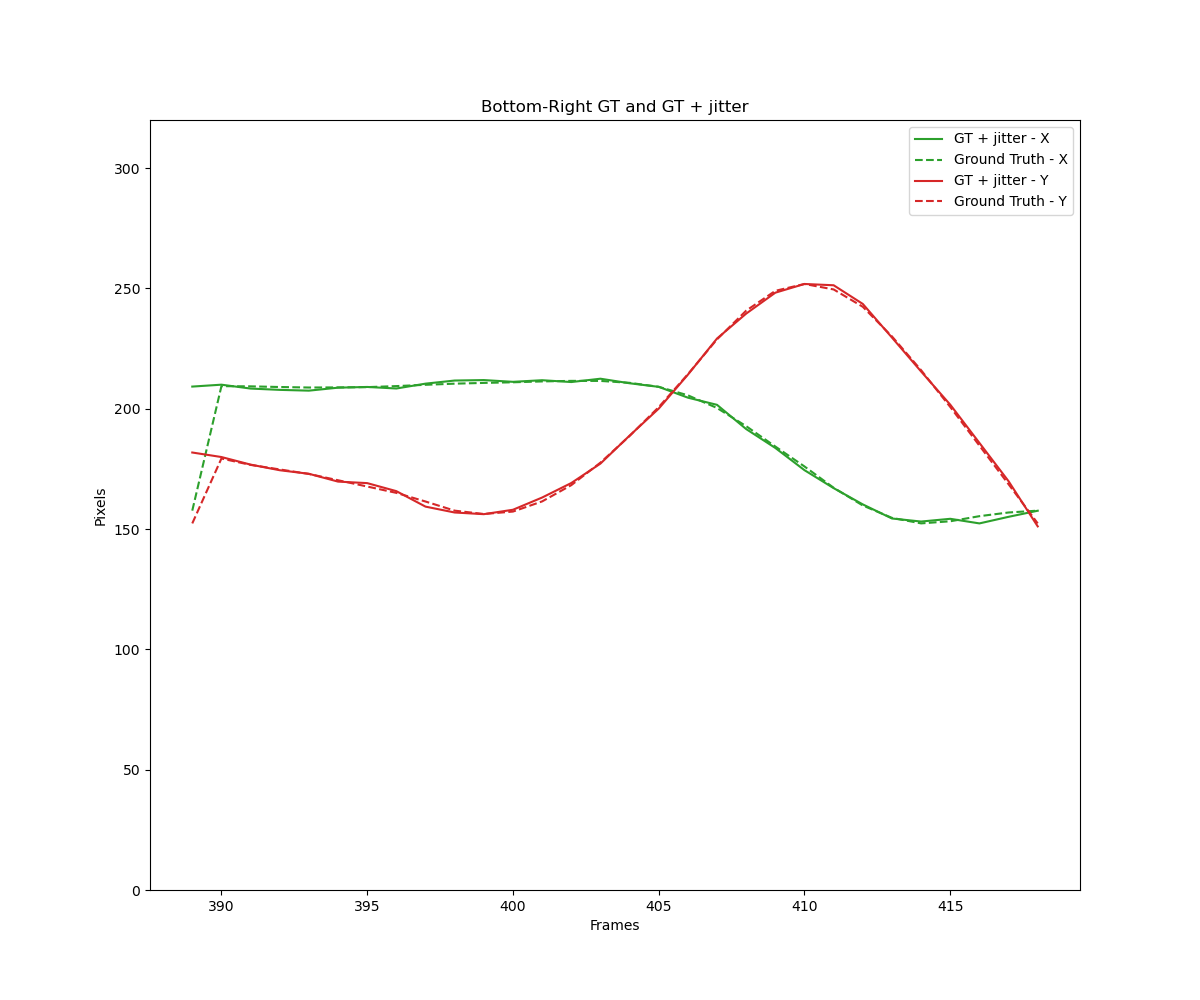 Bottom-Right GT and GT + jitter
GT + jitter - X
Ground Truth - X
GT + jitter - Y
Ground Truth - Y
300
250
200
150
100
50
0
Pixels
390 395 400 405 410 415
Frames